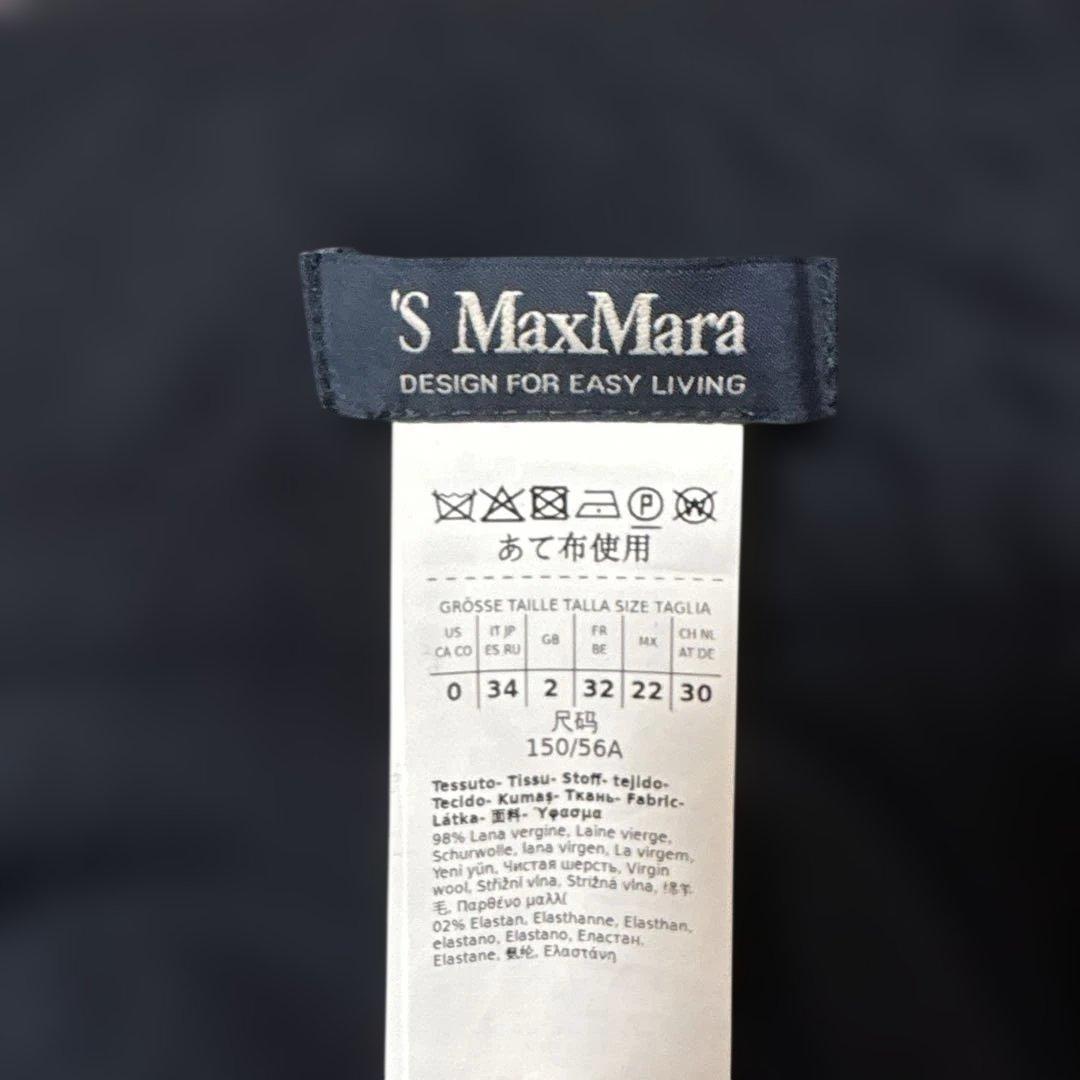 'S MaxMara
DESIGN FOR EASY LIVING
P W
あて布使用
GRÖSSE TAILLE TALLA SIZE TAGLIA
US CA CO IT JP ES RU GB FR BE MX CH NL AT DE
0 34 2 32 22 30
尺码
150/56A
Tessuto- Tissu- Stoff- tejido-
Tecido- Kumaş- Ткань- Fabric-
Látka- 面料- Ύφασμα
98% Lana vergine, Laine vierge,
Schurwolle, lana virgen, La virgem,
Yeni yün, Чистая шерсть, Virgin
wool, Střižní vlna, Strižná vlna, 绵羊
毛, Παρθένο μαλλί
02% Elastan, Elasthanne, Elasthan,
elastano, Elastano, Еластан,
Elastane, 氨纶, Ελαστάνη